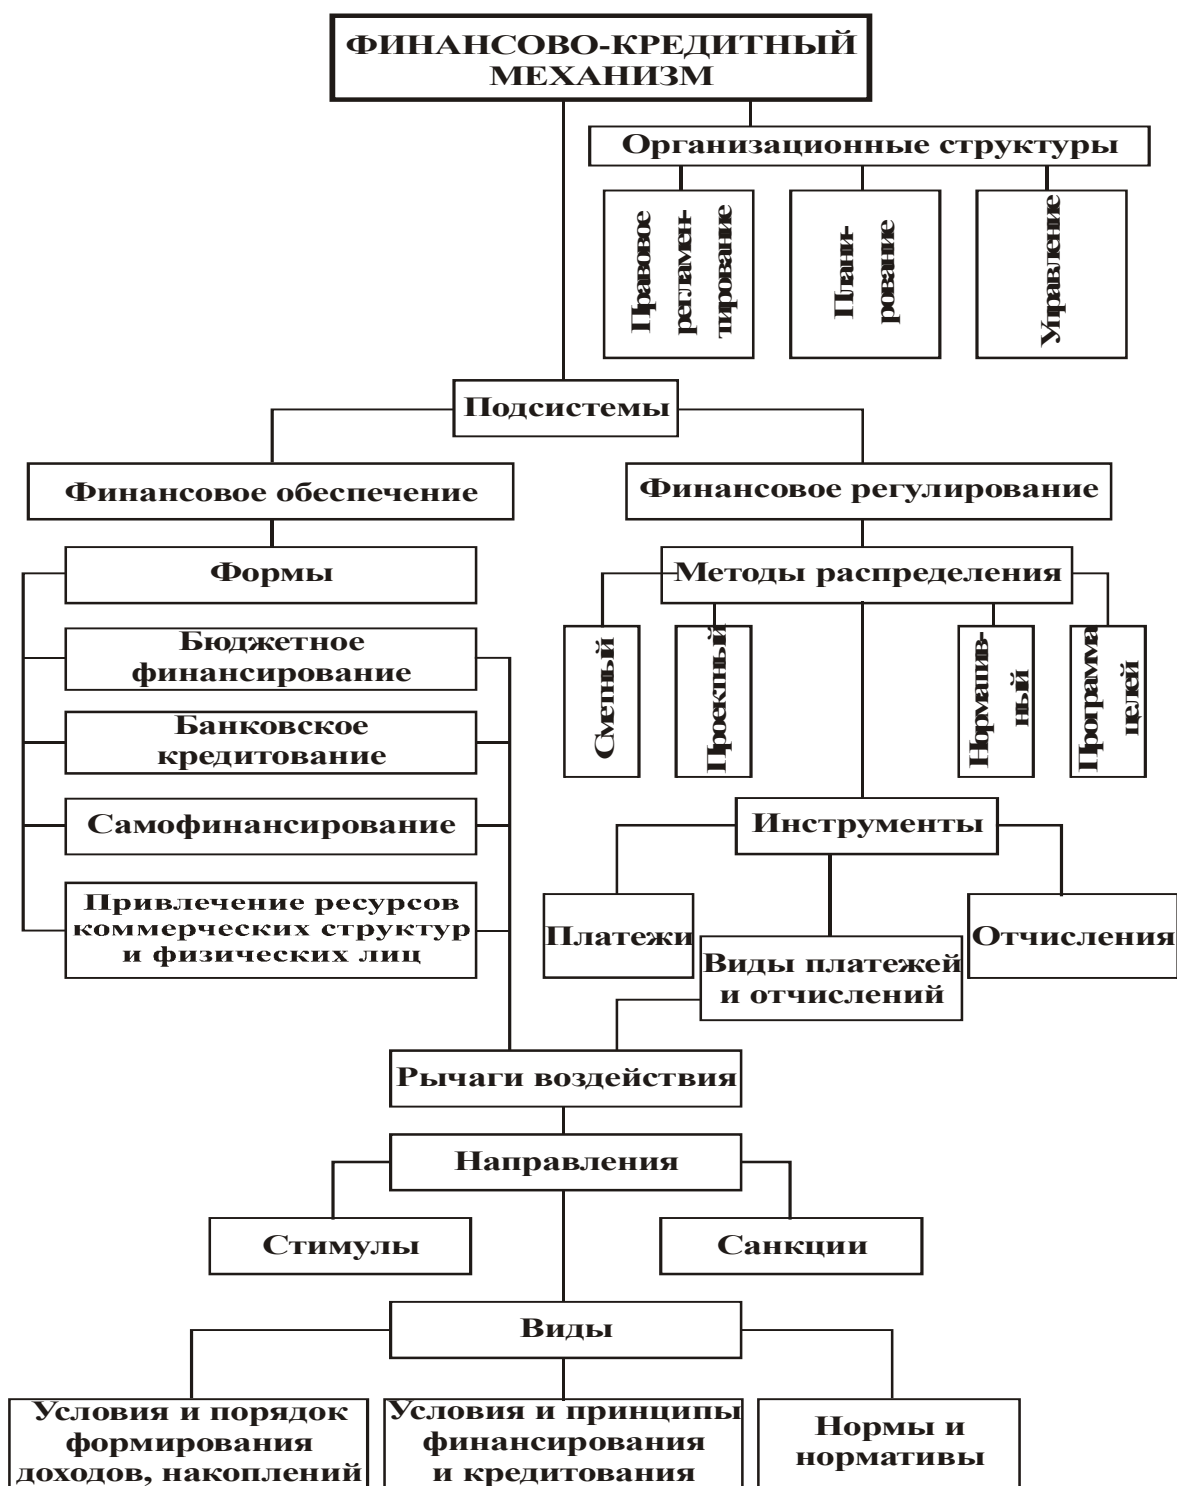 ФИНАНСОВО-КРЕДИТНЫЙ
МЕХАНИЗМ
Организационные структуры
Правовое
регламен-
тирование
Плани-
рование
Управление
Подсистемы
Финансовое обеспечение
Финансовое регулирование
Формы
Методы распределения
Бюджетное
финансирование
Сметный
Проектный
Норматив-
ный
Программа
целей
Банковское
кредитование
Самофинансирование
Инструменты
Привлечение ресурсов
коммерческих структур
и физических лиц
Платежи
Виды платежей
и отчислений
Отчисления
Рычаги воздействия
Направления
Стимулы
Санкции
Виды
Условия и порядок
формирования
доходов, накоплений
Условия и принципы
финансирования
и кредитования
Нормы и
нормативы